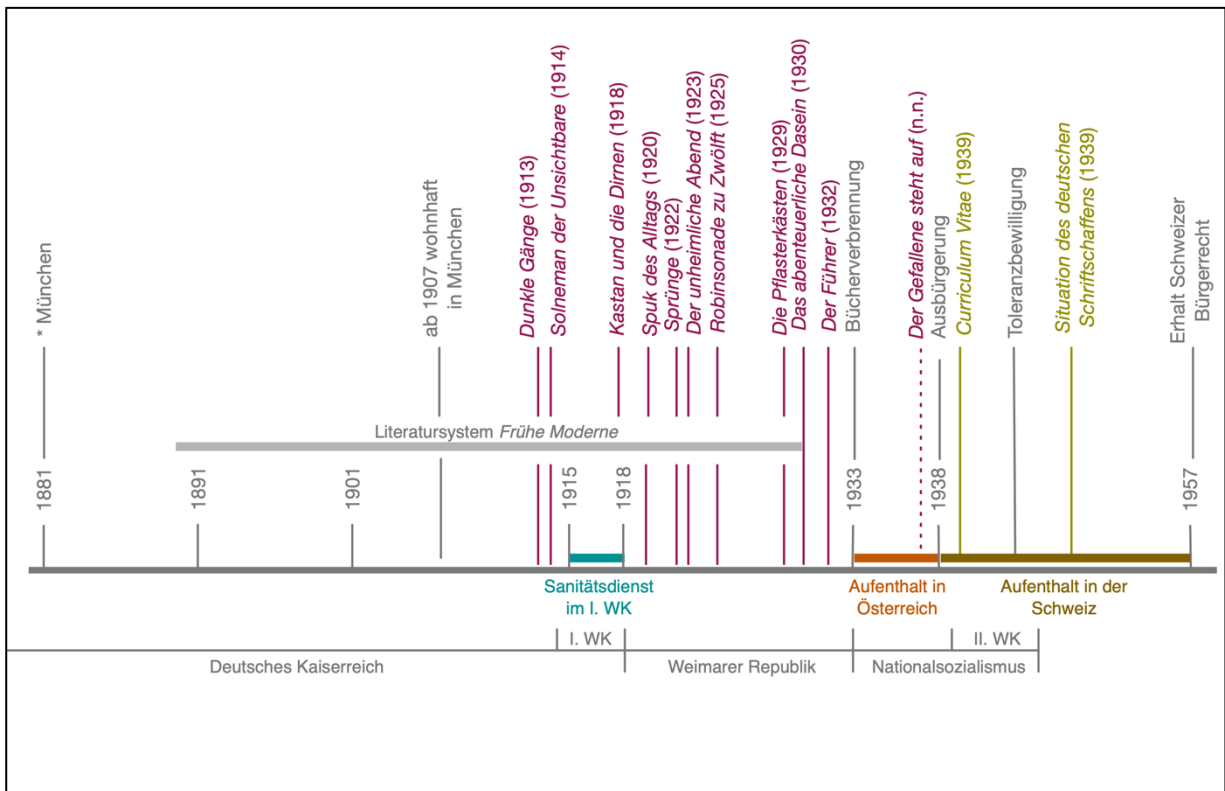 * München
ab 1907 wohnhaft
in München
Dunkle Gänge (1913)
Solneman der Unsichtbare (1914)
Kastan und die Dirnen (1918)
Spuk des Alltags (1920)
Sprünge (1922)
Der unheimliche Abend (1923)
Robinsonade zu Zwölft (1925)
Die Pflasterkästen (1929)
Das abenteuerliche Dasein (1930)
Der Führer (1932)
Bücherverbrennung
Der Gefallene steht auf (n.n.)
Ausbürgerung
Curriculum Vitae (1939)
Toleranzbewilligung
Situation des deutschen
Schriftschaffens (1939)
Erhalt Schweizer
Bürgerrecht
Literatursystem Frühe Moderne
1881
1891
1901
1915
1918
1933
1938
1957
Sanitätsdienst
im I. WK
Aufenthalt in
Österreich
Aufenthalt in der
Schweiz
I. WK
II. WK
Deutsches Kaiserreich
Weimarer Republik
Nationalsozialismus